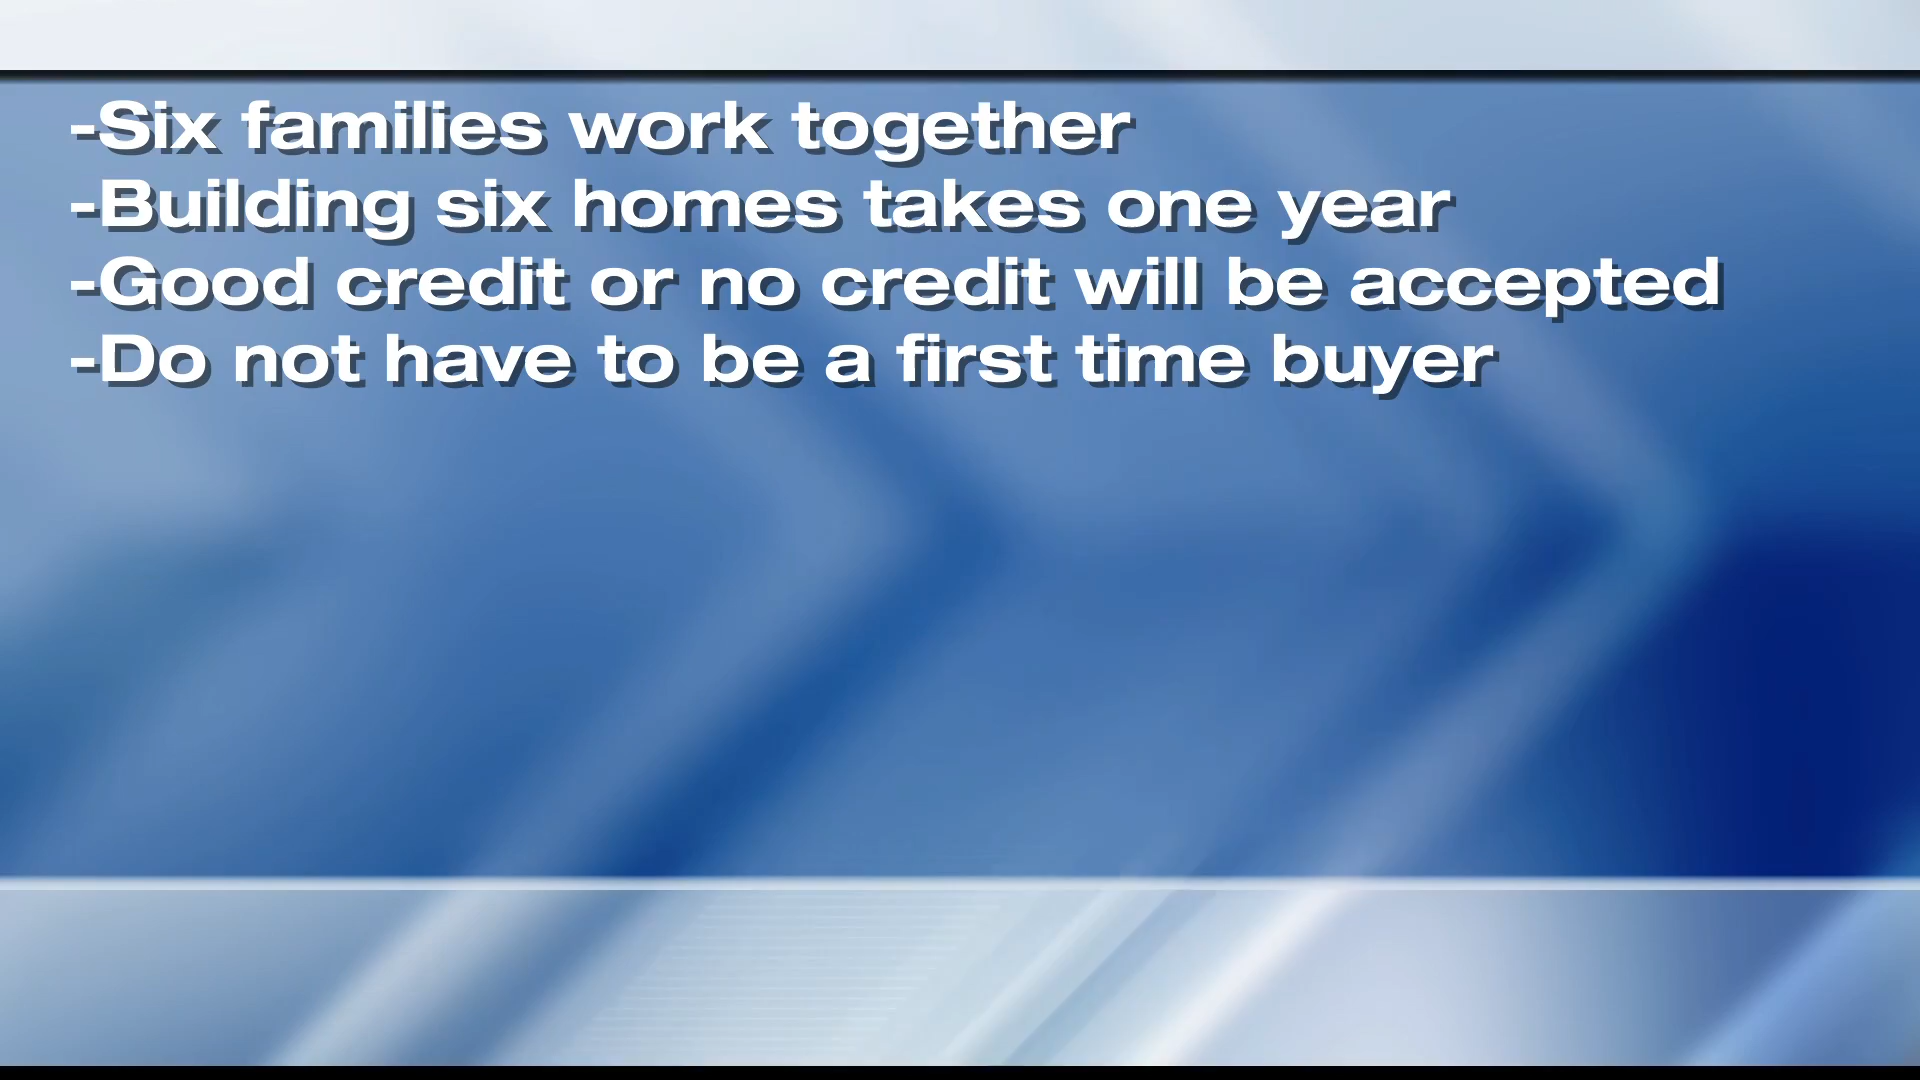 -Six families work together
-Building six homes takes one year
-Good credit or no credit will be accepted
-Do not have to be a first time buyer